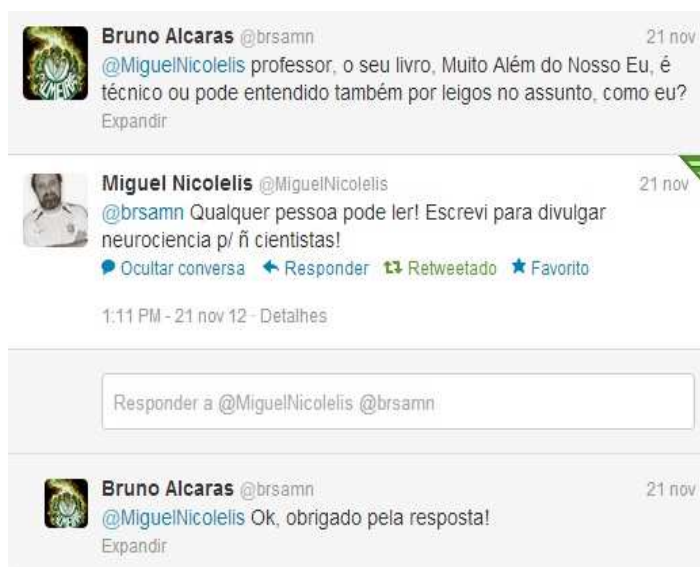 Bruno Alcaras @brsamn 21 nov
@MiguelNicolelis professor, o seu livro, Muito Além do Nosso Eu, é
técnico ou pode entendido também por leigos no assunto, como eu?
Expandir
Miguel Nicolelis @MiguelNicolelis 21 nov
@brsamn Qualquer pessoa pode ler! Escrevi para divulgar
neurociencia p/ ñ cientistas!
Ocultar conversa Responder Retweetado Favorito
1:11 PM - 21 nov 12 · Detalhes
Responder a @MiguelNicolelis @brsamn
Bruno Alcaras @brsamn 21 nov
@MiguelNicolelis Ok, obrigado pela resposta!
Expandir